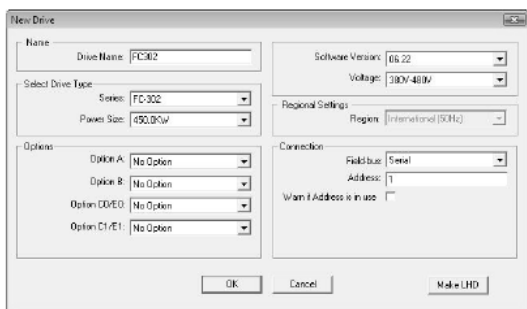 New Drive
Name
Drive Name: FC302
Select Drive Type
Series: FC-302
Power Size: 450.0KW
Options
Option A: No Option
Option B: No Option
Option C0/E0: No Option
Option C1/E1: No Option
Software Version: 06.22
Voltage: 380V-480V
Regional Settings
Region: International (50Hz)
Connection
Field-bus: Serial
Address: 1
Warn if Address is in use
OK
Cancel
Make LHD